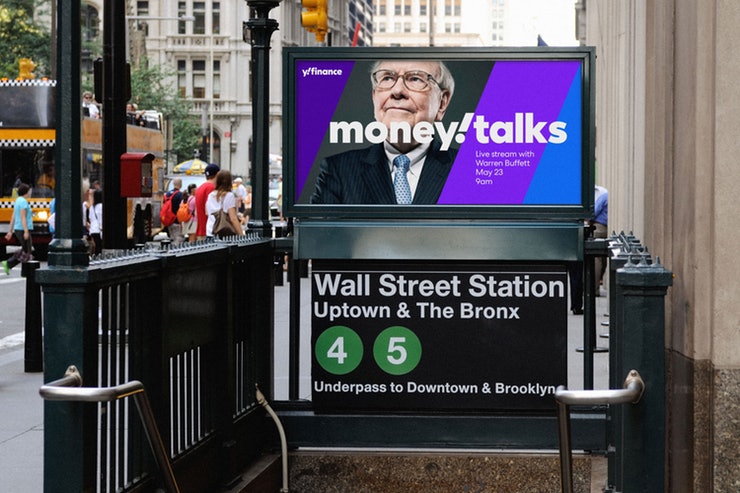 y!finance
money!talks
Live stream with
Warren Buffett
May 23
9am
Wall Street Station
Uptown & The Bronx
4 5
Underpass to Downtown & Brooklyn